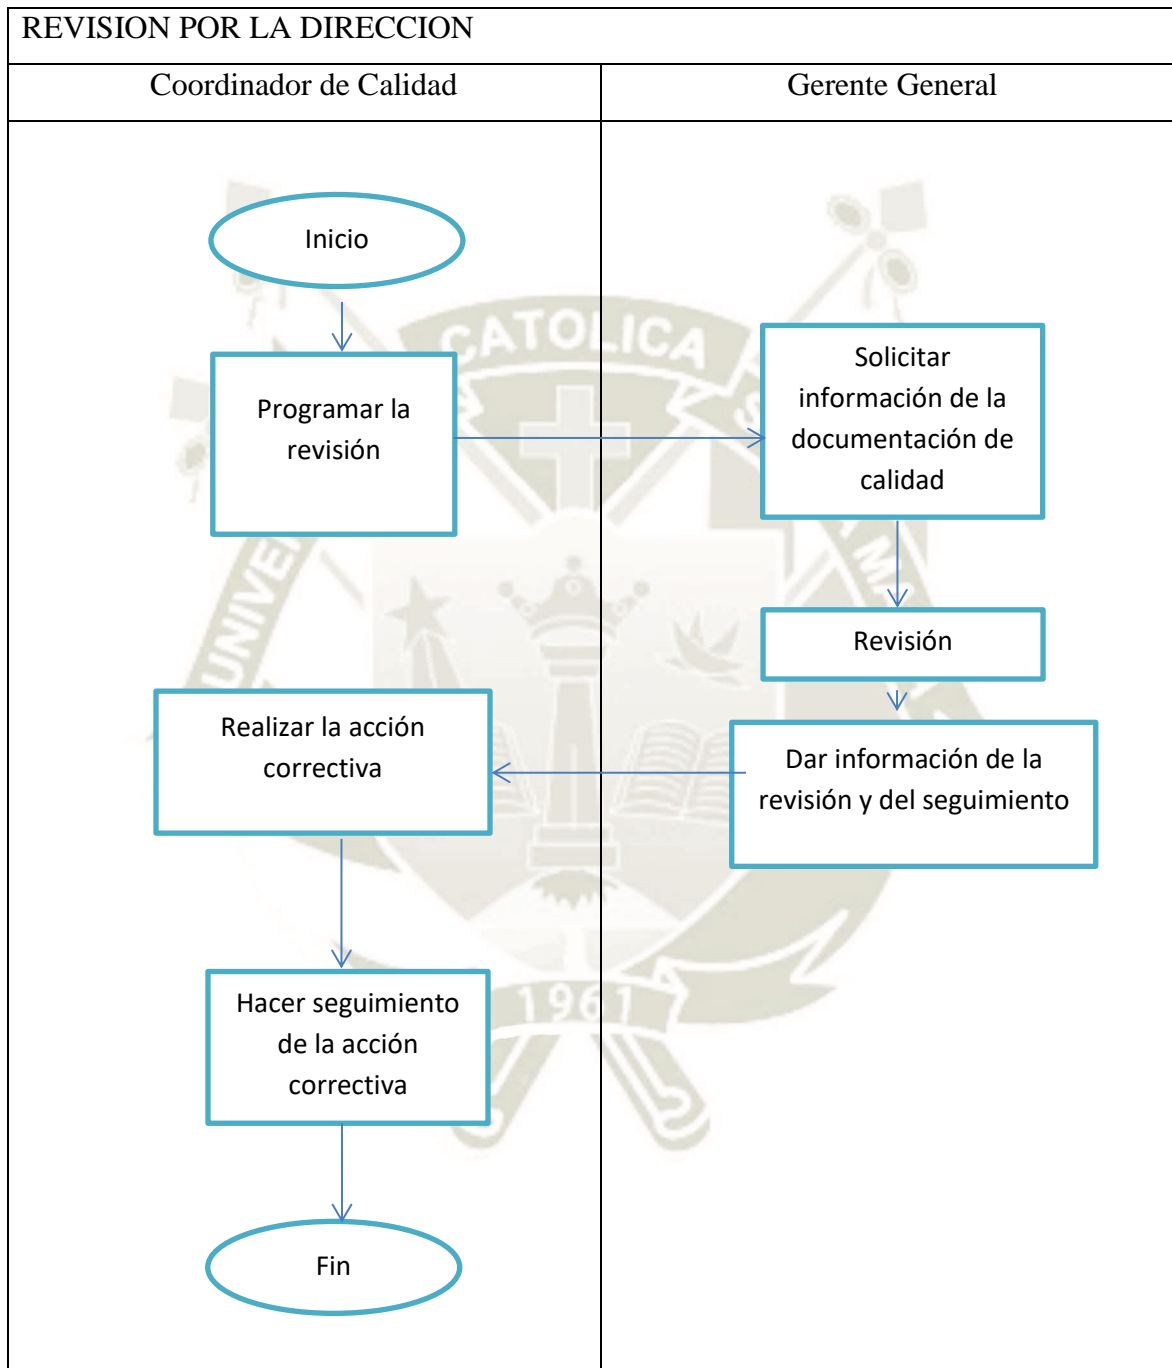 REVISION POR LA DIRECCION
Coordinador de Calidad
Gerente General
Inicio
Programar la
revisión
Solicitar
información de la
documentación de
calidad
Revisión
Dar información de la
revisión y del seguimiento
Realizar la acción
correctiva
Hacer seguimiento
de la acción
correctiva
Fin
CATOLICA
1961